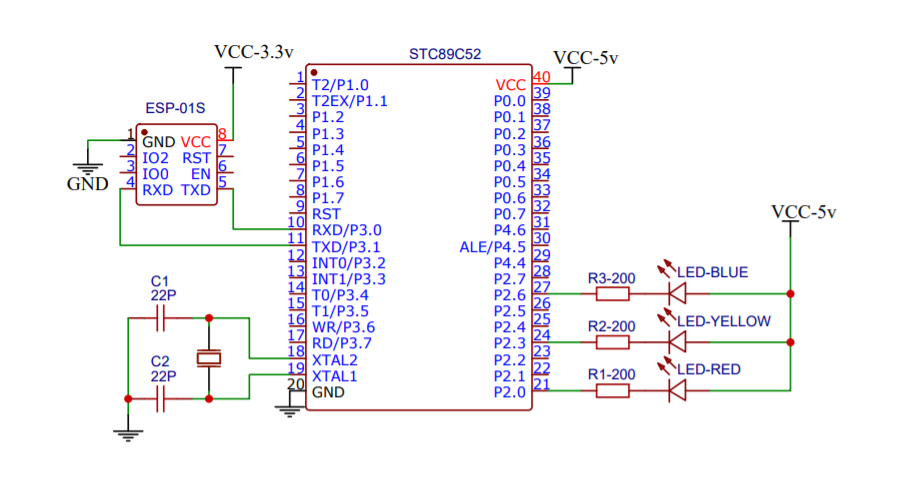 VCC-3.3v
STC89C52
VCC-5v
ESP-01S
1 GND VCC 8
2 IO2 RST 7
3 IO0 EN 6
4 RXD TXD 5
GND
1 T2/P1.0
2 T2EX/P1.1
3 P1.2
4 P1.3
5 P1.4
6 P1.5
7 P1.6
8 P1.7
9 RST
10 RXD/P3.0
11 TXD/P3.1
12 INT0/P3.2
13 INT1/P3.3
14 T0/P3.4
15 T1/P3.5
16 WR/P3.6
17 RD/P3.7
18 XTAL2
19 XTAL1
20 GND
VCC 40
P0.0 39
P0.1 38
P0.2 37
P0.3 36
P0.4 35
P0.5 34
P0.6 33
P0.7 32
P4.6 31
ALE/P4.5 30
P4.4 29
P2.7 28
P2.6 27
P2.5 26
P2.4 25
P2.3 24
P2.2 23
P2.1 22
P2.0 21
VCC-5v
R3-200 LED-BLUE
R2-200 LED-YELLOW
R1-200 LED-RED
C1
22P
C2
22P